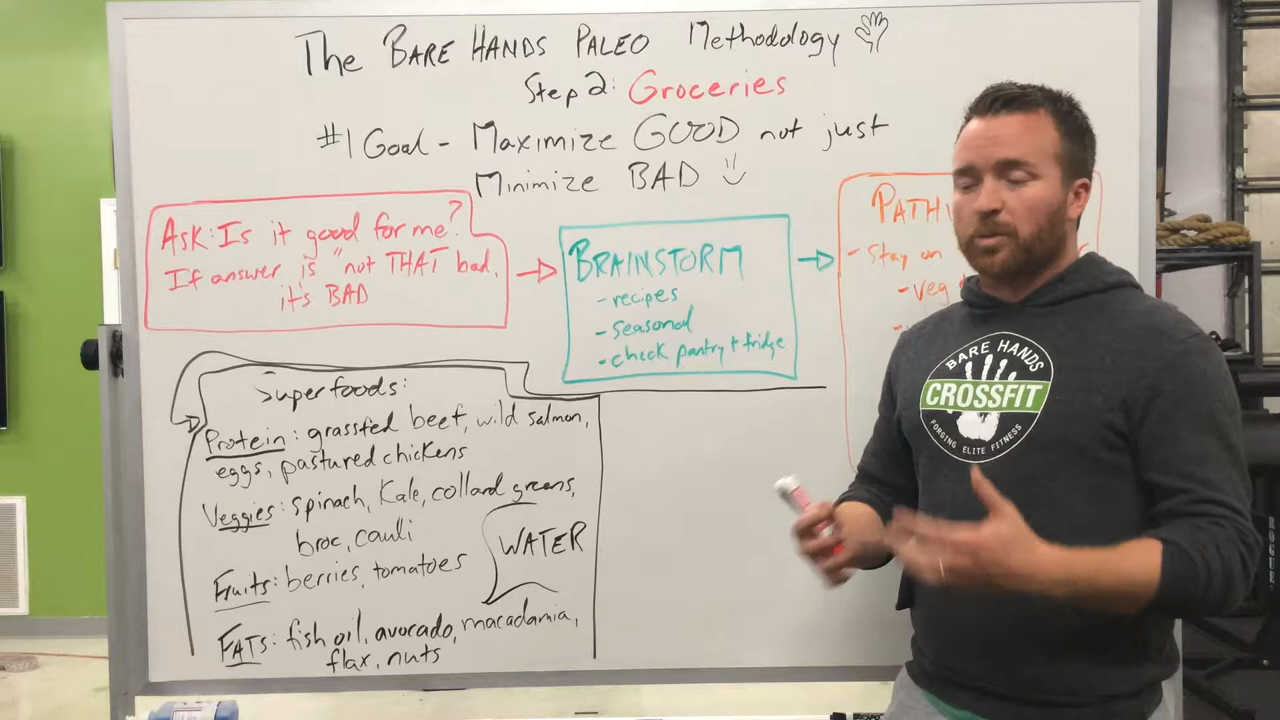 The BARE HANDS PALEO Methodology
Step 2: Groceries
#1 Goal - Maximize GOOD not just
Minimize BAD
ASK: Is it good for me?
If answer is "not THAT bad,
it's BAD
BRAINSTORM
- recipes
- seasonal
- check pantry + fridge
- Stay on
- veg
Superfoods:
Protein: grassfed beef, wild salmon,
eggs, pastured chickens
Veggies: spinach, Kale, collard greens,
broc, cauli
WATER
Fruits: berries, tomatoes
FATS: fish oil, avocado, macadamia,
flax, nuts
BARE HANDS
CROSSFIT
FORGING ELITE FITNESS
ROGUE
EXPO